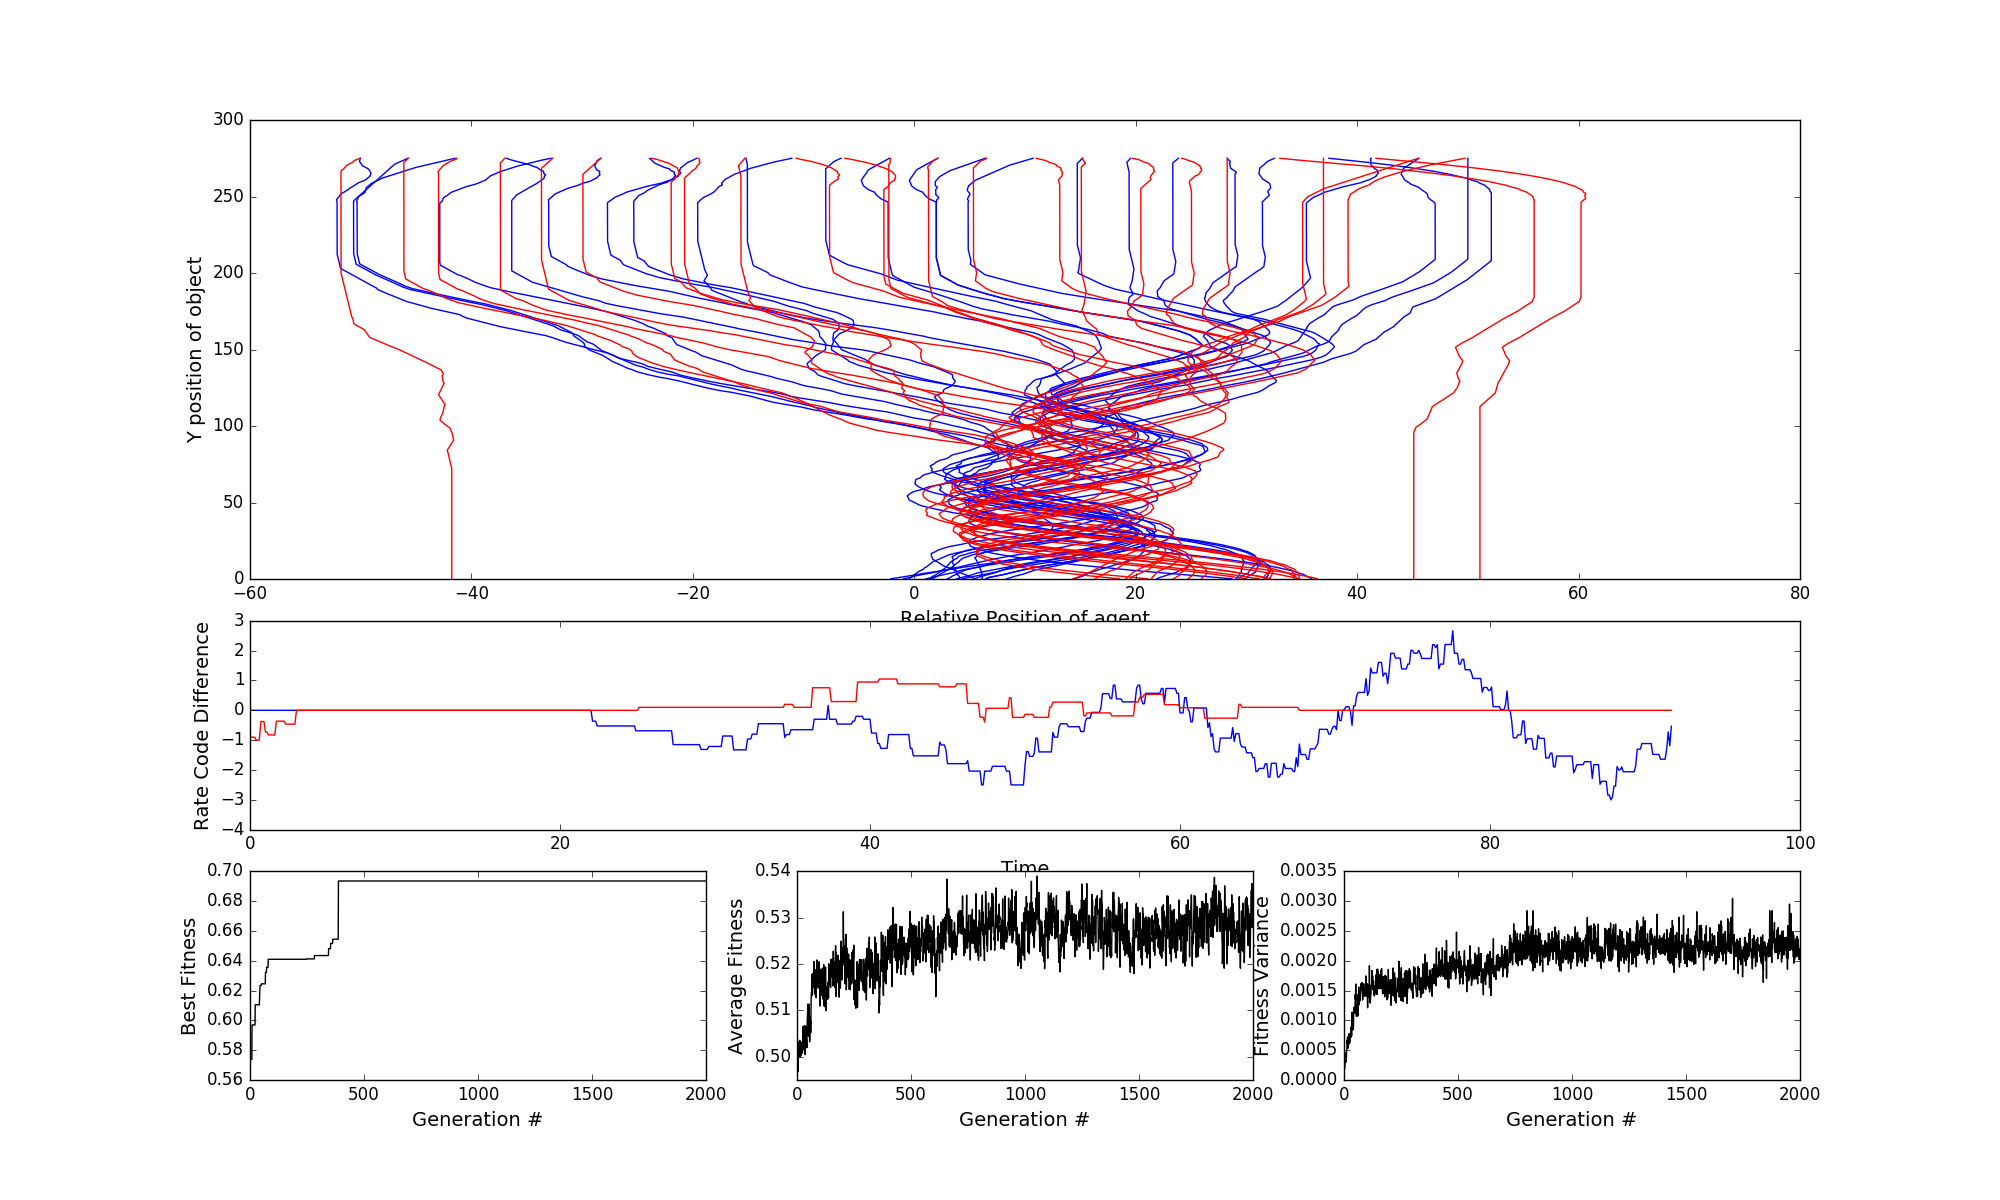 300
250
200
150
100
50
0
Y position of object
−60 −40 −20 0 20 40 60 80
Relative Position of agent
3
2
1
0
−1
−2
−3
−4
Rate Code Difference
0 20 40 60 80 100
Time
0.70
0.68
0.66
0.64
0.62
0.60
0.58
0.56
Best Fitness
0 500 1000 1500 2000
Generation #
0.54
0.53
0.52
0.51
0.50
Average Fitness
0 500 1000 1500 2000
Generation #
0.0035
0.0030
0.0025
0.0020
0.0015
0.0010
0.0005
0.0000
Fitness Variance
0 500 1000 1500 2000
Generation #